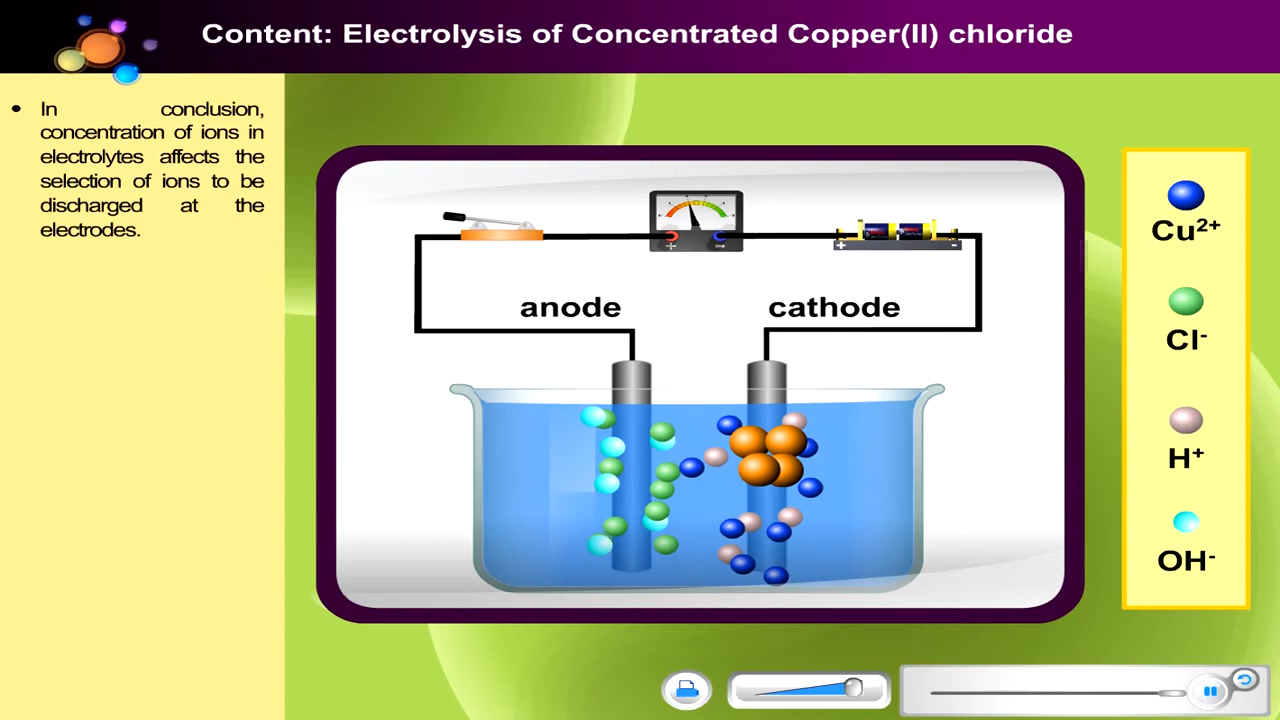 Content: Electrolysis of Concentrated Copper(II) chloride
• In conclusion,
concentration of ions in
electrolytes affects the
selection of ions to be
discharged at the
electrodes.
+ -
+ -
anode cathode
Cu²⁺
Cl⁻
H⁺
OH⁻